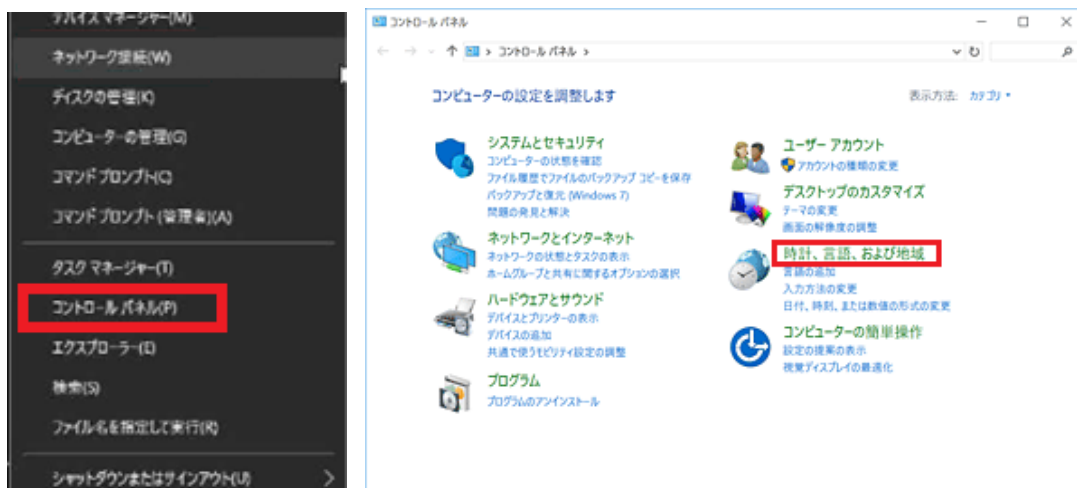 デバイス マネージャー(M)
ネットワーク接続(W)
ディスクの管理(K)
コンピューターの管理(G)
コマンド プロンプト(C)
コマンド プロンプト (管理者)(A)
タスク マネージャー(T)
コントロール パネル(P)
エクスプローラー(E)
検索(S)
ファイル名を指定して実行(R)
シャットダウンまたはサインアウト(U)
コントロール パネル
コントロール パネル
コンピューターの設定を調整します
表示方法: カテゴリ
システムとセキュリティ
コンピューターの状態を確認
ファイル履歴でファイルのバックアップ コピーを保存
バックアップと復元 (Windows 7)
問題の発見と解決
ネットワークとインターネット
ネットワークの状態とタスクの表示
ホームグループと共有に関するオプションの選択
ハードウェアとサウンド
デバイスとプリンターの表示
デバイスの追加
共通で使うモビリティ設定の調整
プログラム
プログラムのアンインストール
ユーザー アカウント
アカウントの種類の変更
デスクトップのカスタマイズ
テーマの変更
画面の解像度の調整
時計、言語、および地域
言語の追加
入力方法の変更
日付、時刻、または数値の形式の変更
コンピューターの簡単操作
設定の提案の表示
視覚ディスプレイの最適化